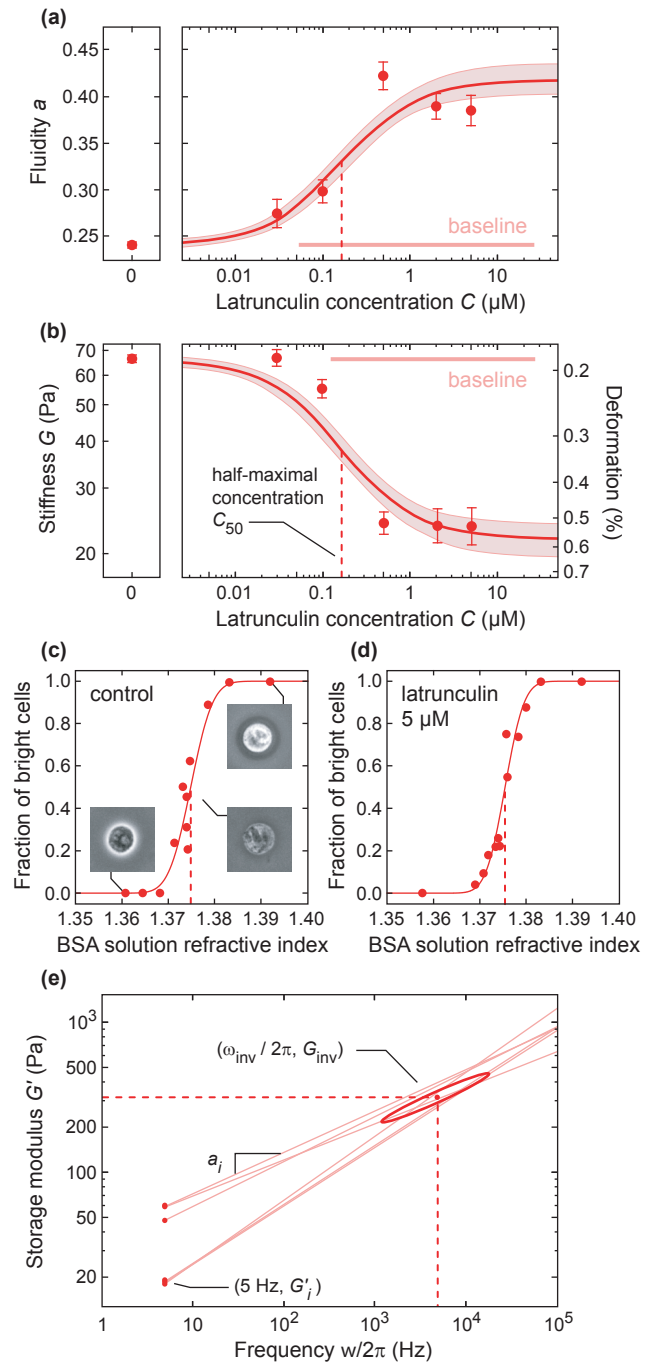 (a)
0.45
0.40
0.35
0.30
0.25
Fluidity a
baseline
0
0.01
0.1
1
10
Latrunculin concentration C (μM)
(b)
70
60
50
40
30
20
Stiffness G (Pa)
baseline
half-maximal
concentration
C50
0.2
0.3
0.4
0.5
0.6
0.7
Deformation (%)
0
0.01
0.1
1
10
Latrunculin concentration C (μM)
(c)
1.0
0.8
0.6
0.4
0.2
0.0
Fraction of bright cells
control
1.35
1.36
1.37
1.38
1.39
1.40
BSA solution refractive index
(d)
1.0
0.8
0.6
0.4
0.2
0.0
Fraction of bright cells
latrunculin
5 μM
1.35
1.36
1.37
1.38
1.39
1.40
BSA solution refractive index
(e)
10³
500
200
100
50
20
Storage modulus G' (Pa)
(ωinv / 2π, Ginv)
ai
(5 Hz, G'i)
1
10
10²
10³
10⁴
10⁵
Frequency w/2π (Hz)